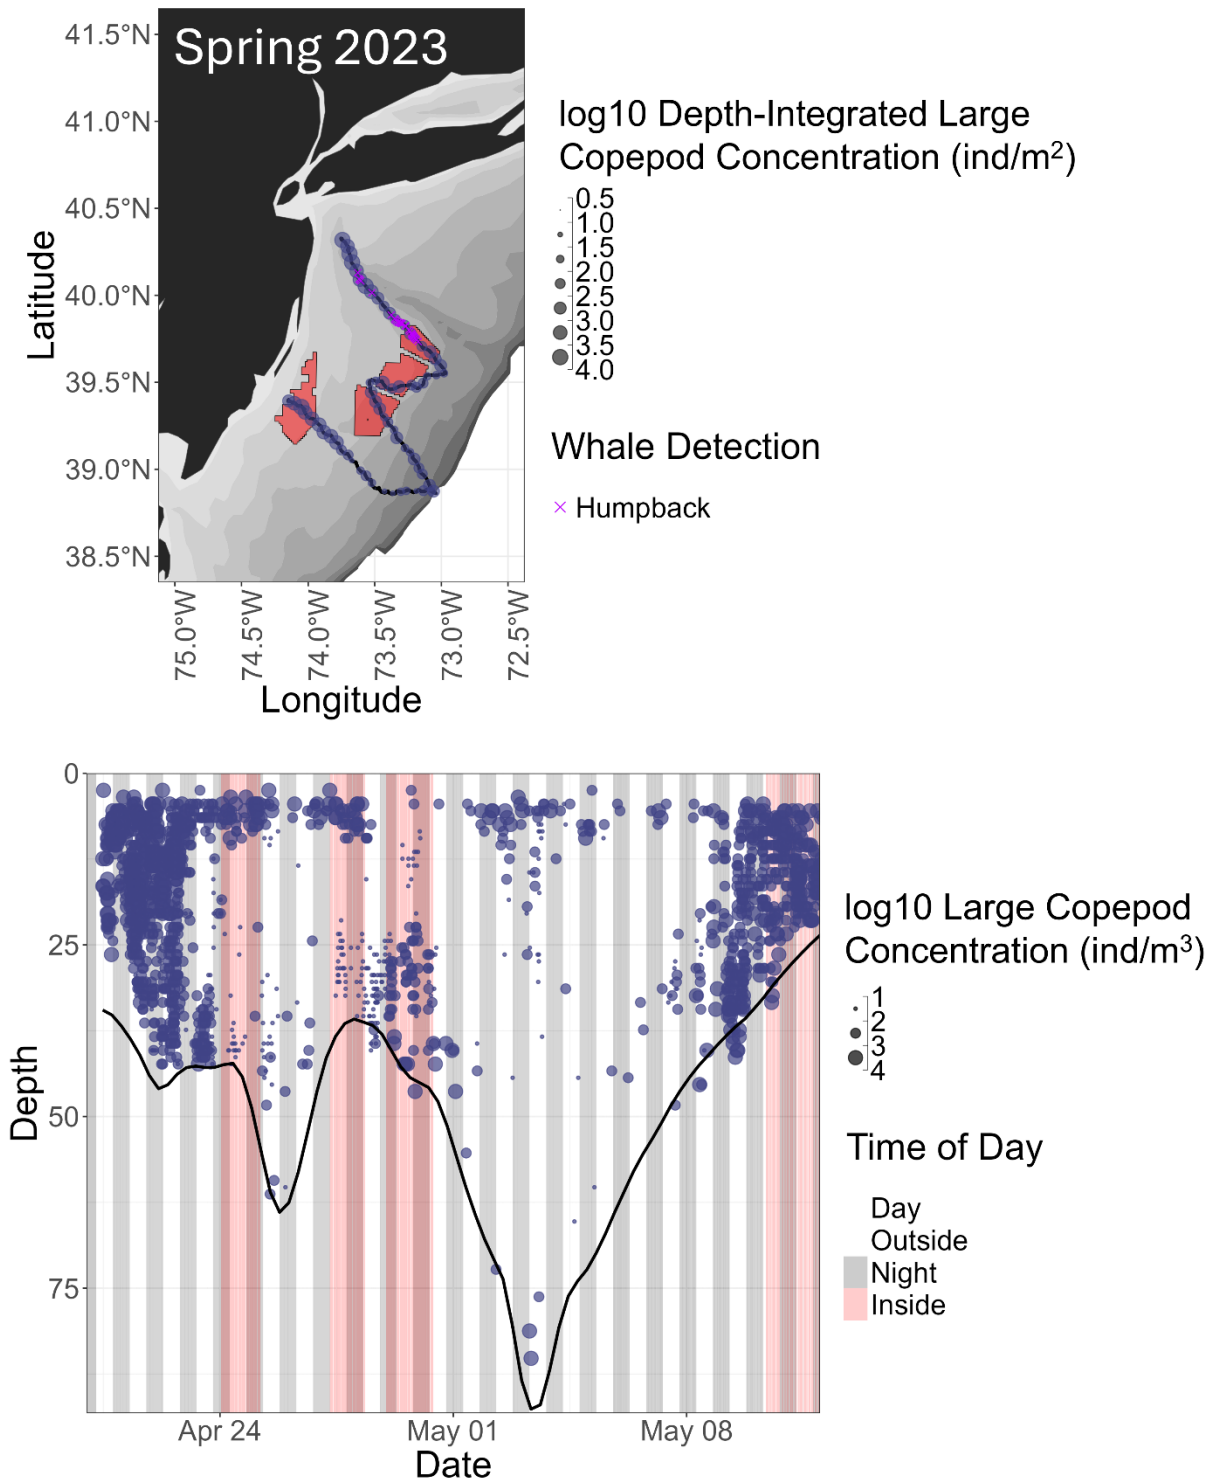 Spring 2023
41.5°N
41.0°N
40.5°N
40.0°N
39.5°N
39.0°N
38.5°N
Latitude
75.0°W
74.5°W
74.0°W
73.5°W
73.0°W
72.5°W
Longitude
log10 Depth-Integrated Large
Copepod Concentration (ind/m²)
0.5
1.0
1.5
2.0
2.5
3.0
3.5
4.0
Whale Detection
Humpback
0
25
50
75
Depth
Apr 24
May 01
May 08
Date
log10 Large Copepod
Concentration (ind/m³)
1
2
3
4
Time of Day
Day
Outside
Night
Inside